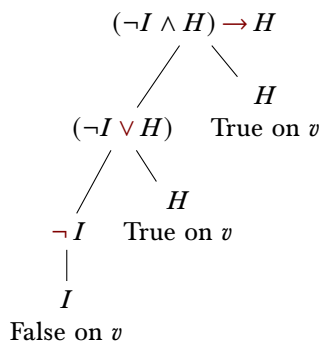 (¬I ∧ H) → H
H
(¬I ∨ H)
True on v
H
¬I
True on v
I
False on v